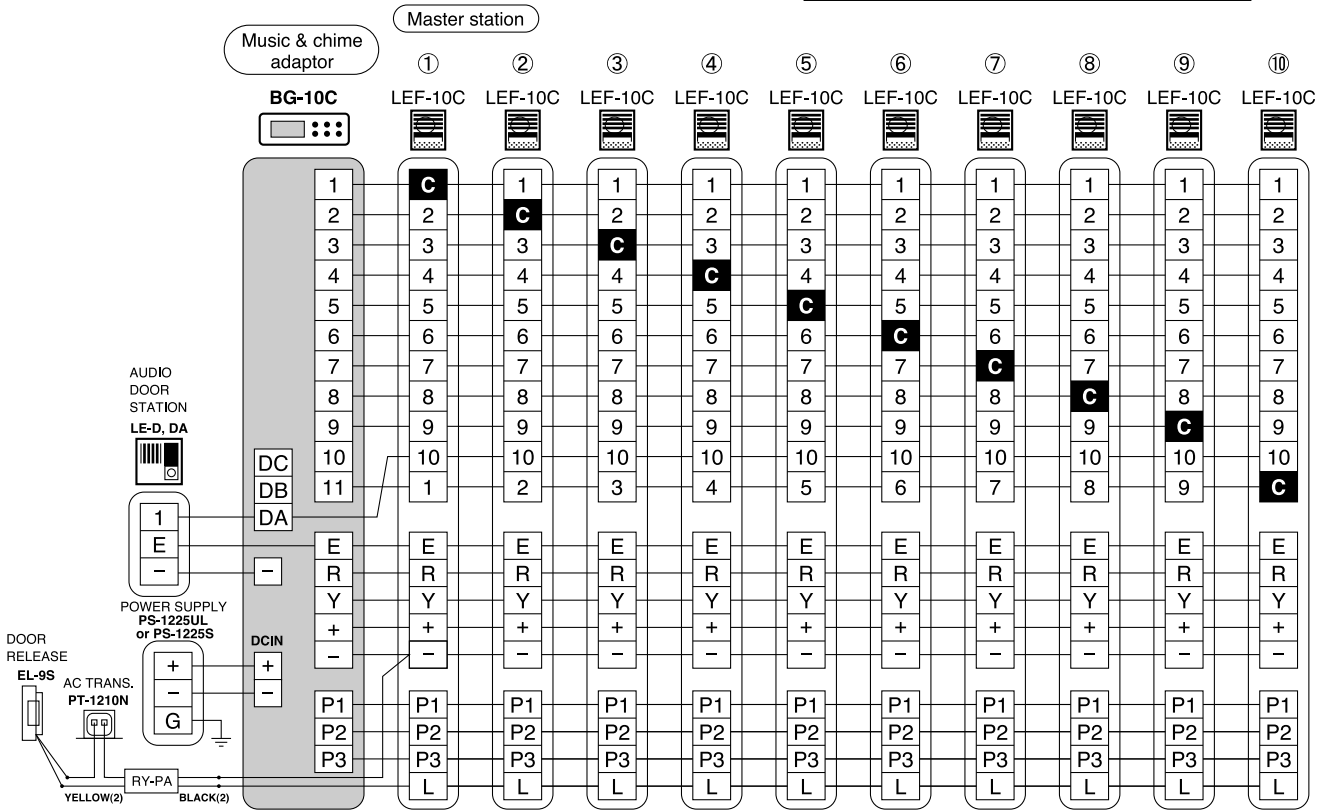 Master station
Music & chime
adaptor
① ② ③ ④ ⑤ ⑥ ⑦ ⑧ ⑨ ⑩
BG-10C LEF-10C LEF-10C LEF-10C LEF-10C LEF-10C LEF-10C LEF-10C LEF-10C LEF-10C LEF-10C
1 C 1 1 1 1 1 1 1 1 1
2 2 C 2 2 2 2 2 2 2 2
3 3 3 C 3 3 3 3 3 3 3
4 4 4 4 C 4 4 4 4 4 4
5 5 5 5 5 C 5 5 5 5 5
6 6 6 6 6 6 C 6 6 6 6
7 7 7 7 7 7 7 C 7 7 7
8 8 8 8 8 8 8 8 C 8 8
9 9 9 9 9 9 9 9 9 C 9
10 10 10 10 10 10 10 10 10 10 10
11 1 2 3 4 5 6 7 8 9 C
AUDIO
DOOR
STATION
LE-D, DA
DC
DB
1 DA
E E E E E E E E E E E E
R R R R R R R R R R R
– –
Y Y Y Y Y Y Y Y Y Y Y
+ + + + + + + + + + +
– – – – – – – – – – –
POWER SUPPLY
PS-1225UL
or PS-1225S
DCIN
+ +
– –
G
P1 P1 P1 P1 P1 P1 P1 P1 P1 P1 P1
P2 P2 P2 P2 P2 P2 P2 P2 P2 P2 P2
P3 P3 P3 P3 P3 P3 P3 P3 P3 P3 P3
L L L L L L L L L L
DOOR
RELEASE
EL-9S
AC TRANS.
PT-1210N
RY-PA
YELLOW(2) BLACK(2)